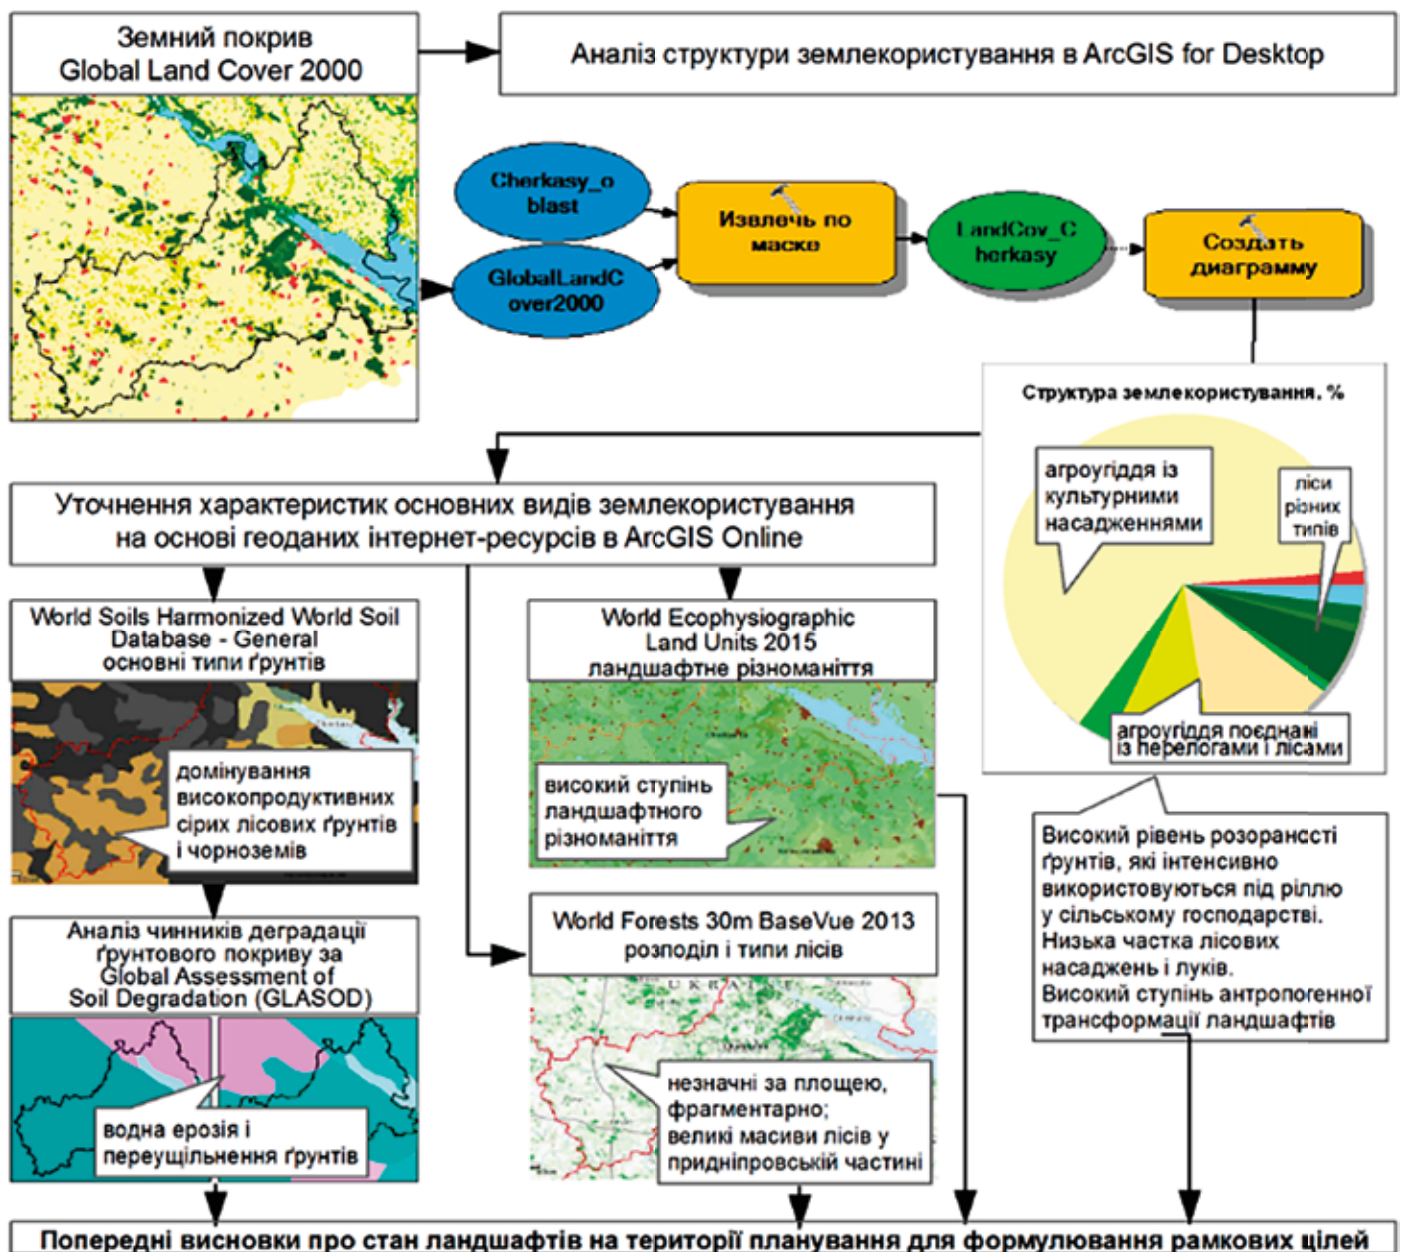 Земний покрив
Global Land Cover 2000
Аналіз структури землекористування в ArcGIS for Desktop
Cherkasy_o
blast
GlobalLandC
over2000
Извлечь по
маске
LandCov_C
herkasy
Создать
диаграмму
Структура землекористування, %
агроугіддя із
культурними
насадженнями
ліси
різних
типів
агроугіддя поєднані
із перелогами і лісами
Уточнення характеристик основних видів землекористування
на основі геоданих інтернет-ресурсів в ArcGIS Online
World Soils Harmonized World Soil
Database - General
основні типи ґрунтів
домінування
високопродуктивних
сірих лісових ґрунтів
і чорноземів
World Ecophysiographic
Land Units 2015
ландшафтне різноманіття
високий ступінь
ландшафтного
різноманіття
Високий рівень розораності
ґрунтів, які інтенсивно
використовуються під ріллю
у сільському господарстві.
Низька частка лісових
насаджень і луків.
Високий ступінь антропогенної
трансформації ландшафтів
Аналіз чинників деградації
ґрунтового покриву за
Global Assessment of
Soil Degradation (GLASOD)
водна ерозія і
переущільнення ґрунтів
World Forests 30m BaseVue 2013
розподіл і типи лісів
UKRAINE
незначні за площею,
фрагментарно;
великі масиви лісів у
придніпровській частині
Попередні висновки про стан ландшафтів на території планування для формулювання рамкових цілей